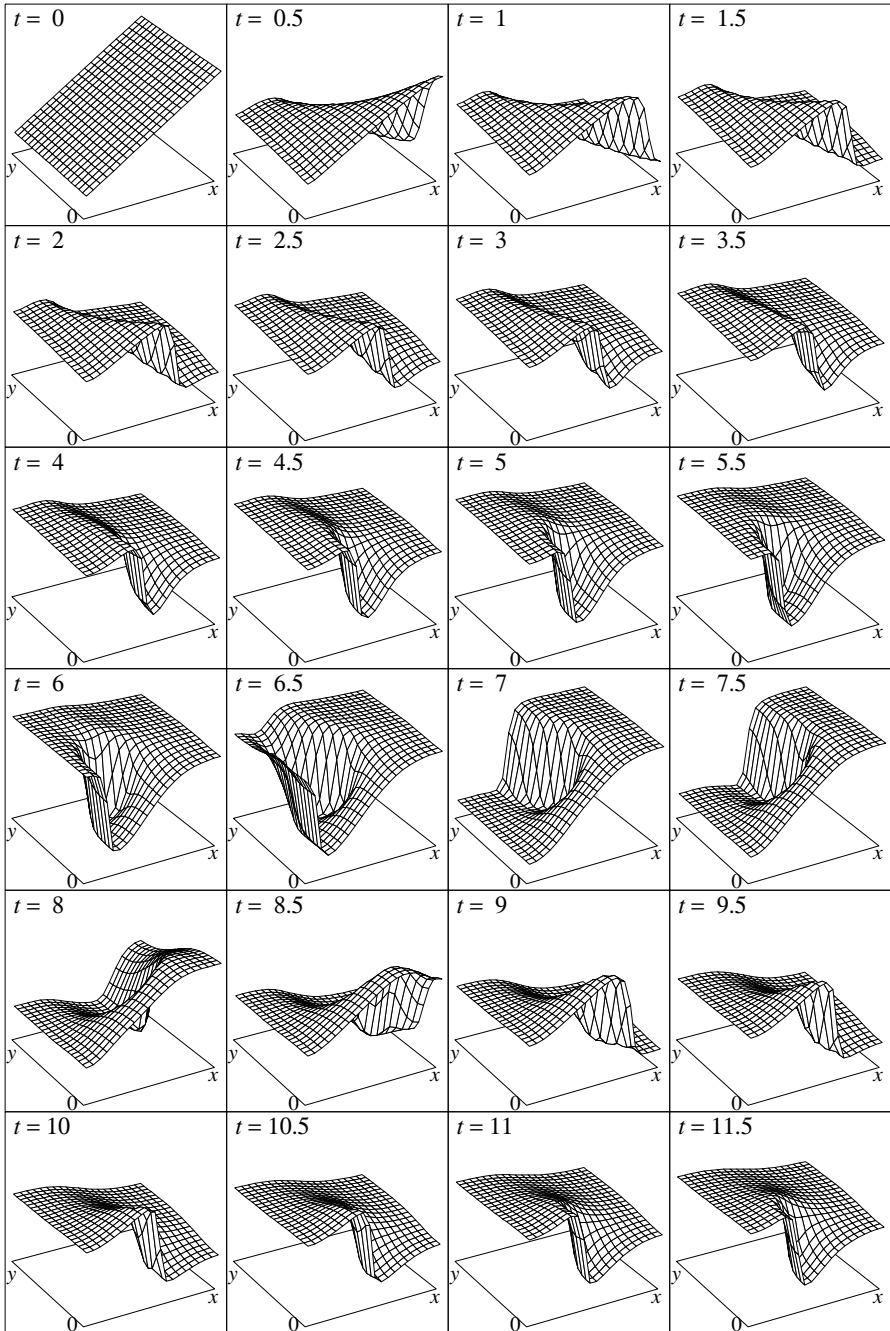 t = 0
t = 0.5
t = 1
t = 1.5
y
0
x
y
0
x
y
0
x
y
0
x
t = 2
t = 2.5
t = 3
t = 3.5
y
0
x
y
0
x
y
0
x
y
0
x
t = 4
t = 4.5
t = 5
t = 5.5
y
0
x
y
0
x
y
0
x
y
0
x
t = 6
t = 6.5
t = 7
t = 7.5
y
0
x
y
0
x
y
0
x
y
0
x
t = 8
t = 8.5
t = 9
t = 9.5
y
0
x
y
0
x
y
0
x
y
0
x
t = 10
t = 10.5
t = 11
t = 11.5
y
0
x
y
0
x
y
0
x
y
0
x